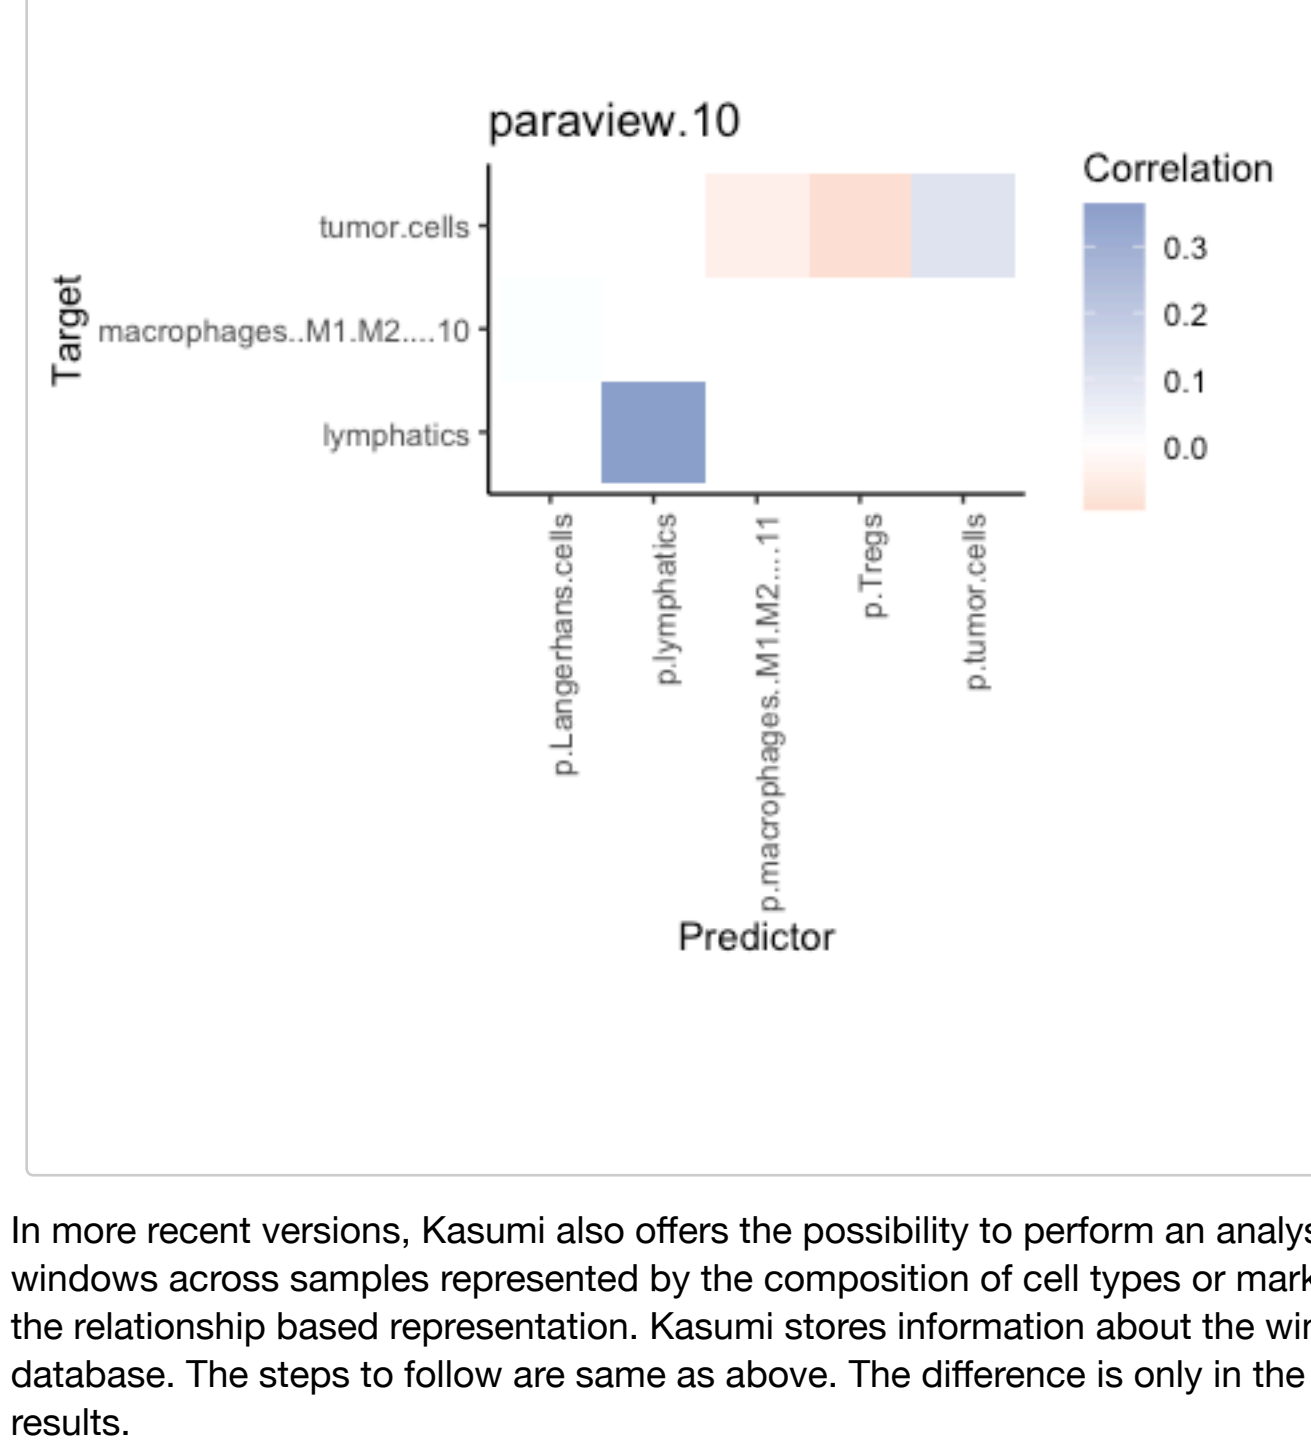 paraview.10
Correlation
0.3
0.2
0.1
0.0
Target
tumor.cells
macrophages..M1.M2....10
lymphatics
p.Langerhans.cells
p.lymphatics
p.macrophages..M1.M2....11
p.Tregs
p.tumor.cells
Predictor
In more recent versions, Kasumi also offers the possibility to perform an
windows across samples represented by the composition of cell types or
the relationship based representation. Kasumi stores information about the
database. The steps to follow are same as above. The difference is only in the
results.